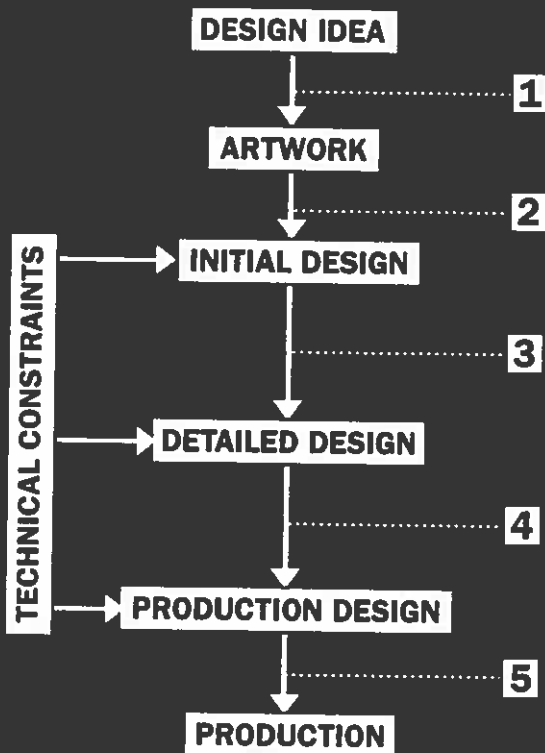 DESIGN IDEA
1
ARTWORK
2
INITIAL DESIGN
3
TECHNICAL CONSTRAINTS
DETAILED DESIGN
4
PRODUCTION DESIGN
5
PRODUCTION